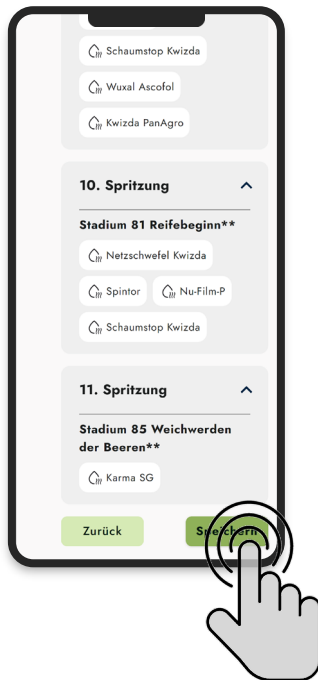 Schaumstop Kwizda
Wuxal Ascofol
Kwizda PanAgro
10. Spritzung
Stadium 81 Reifebeginn**
Netzschwefel Kwizda
Spintor Nu-Film-P
Schaumstop Kwizda
11. Spritzung
Stadium 85 Weichwerden
der Beeren**
Karma SG
Zurück Speichern